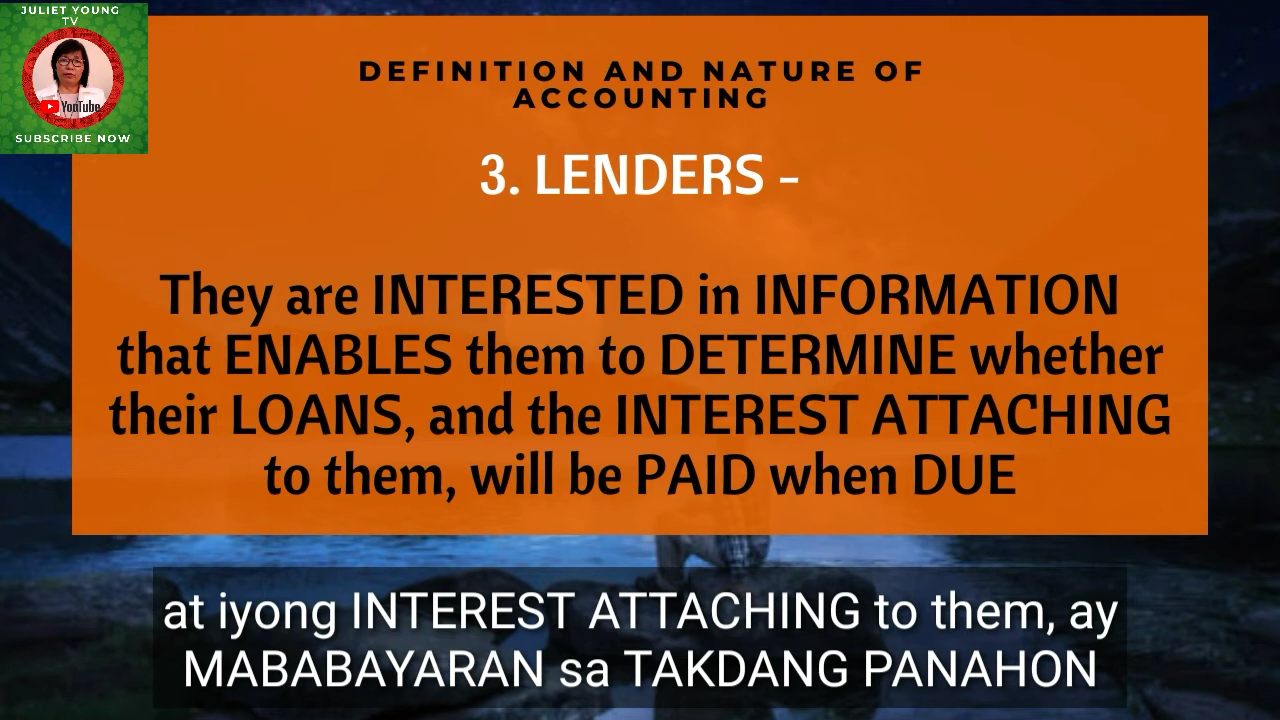 JULIET YOUNG
TV
YouTube
SUBSCRIBE NOW
DEFINITION AND NATURE OF
ACCOUNTING
3. LENDERS -
They are INTERESTED in INFORMATION
that ENABLES them to DETERMINE whether
their LOANS, and the INTEREST ATTACHING
to them, will be PAID when DUE
at iyong INTEREST ATTACHING to them, ay
MABABAYARAN sa TAKDANG PANAHON